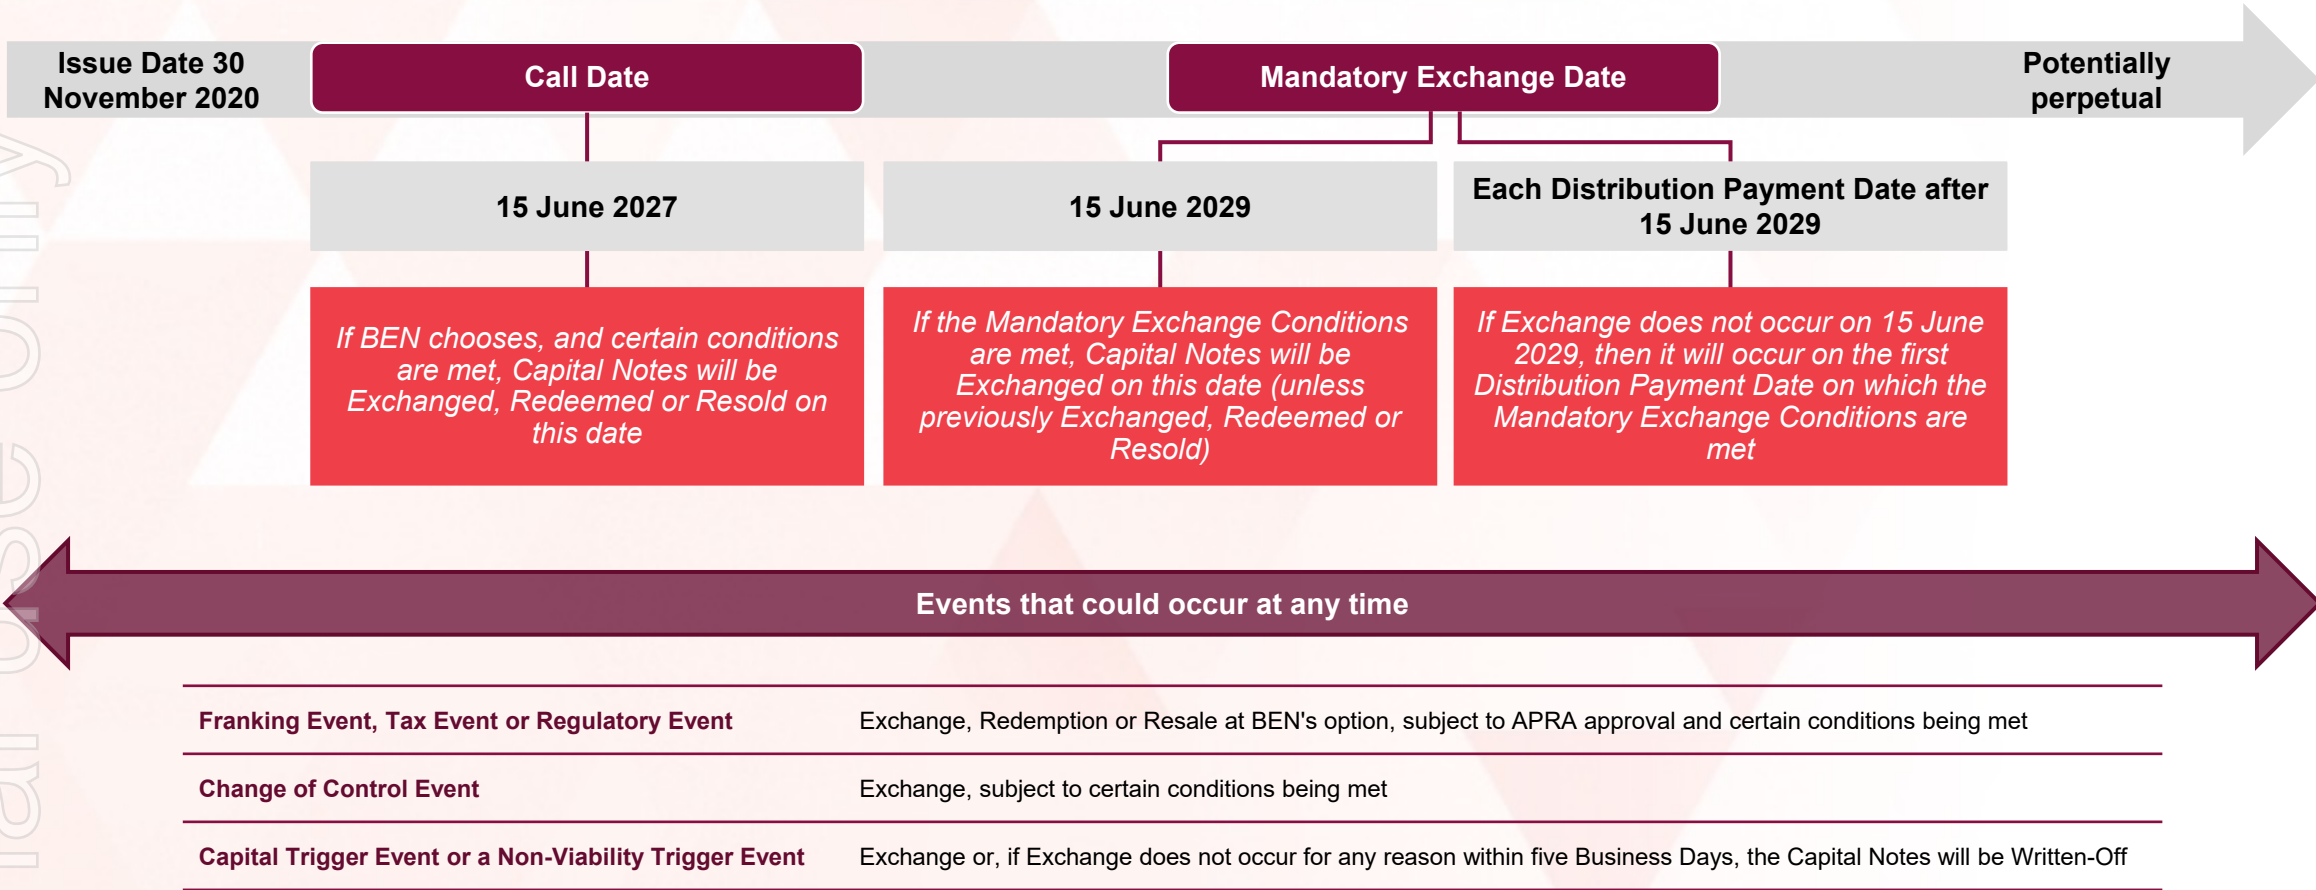 Issue Date 30
November 2020
Call Date
Mandatory Exchange Date
Potentially
perpetual
15 June 2027
15 June 2029
Each Distribution Payment Date after
15 June 2029
If BEN chooses, and certain conditions
are met, Capital Notes will be
Exchanged, Redeemed or Resold on
this date
If the Mandatory Exchange Conditions
are met, Capital Notes will be
Exchanged on this date (unless
previously Exchanged, Redeemed or
Resold)
If Exchange does not occur on 15 June
2029, then it will occur on the first
Distribution Payment Date on which the
Mandatory Exchange Conditions are
met
Events that could occur at any time
Franking Event, Tax Event or Regulatory Event Exchange, Redemption or Resale at BEN's option, subject to APRA approval and certain conditions being met
Change of Control Event Exchange, subject to certain conditions being met
Capital Trigger Event or a Non-Viability Trigger Event Exchange or, if Exchange does not occur for any reason within five Business Days, the Capital Notes will be Written-Off
use only